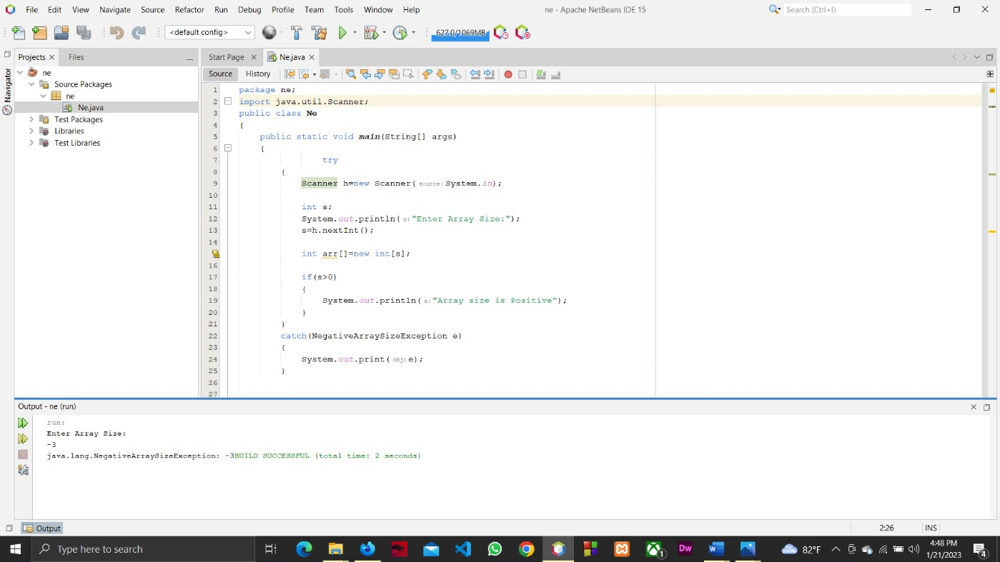 File Edit View Navigate Source Refactor Run Debug Profile Team Tools Window Help
ne - Apache NetBeans IDE 15
Search (Ctrl+I)
<default config>
627.0/1069MB
Projects
Files
Start Page
Ne.java
Navigator
Source
History
ne
Source Packages
ne
Ne.java
Test Packages
Libraries
Test Libraries
1 package ne;
2 import java.util.Scanner;
3 public class Ne
4 {
5 public static void main(String[] args)
6 {
7 try
8 {
9 Scanner h=new Scanner( source: System.in);
10
11 int s;
12 System.out.println( x: "Enter Array Size:");
13 s=h.nextInt();
14
int arr[]=new int[s];
16
17 if(s>0)
18 {
19 System.out.println( x: "Array size is Positive");
20 }
21 }
22 catch(NegativeArraySizeException e)
23 {
24 System.out.print( obj: e);
25 }
26
27
Output - ne (run)
run:
Enter Array Size:
-3
java.lang.NegativeArraySizeException: -3BUILD SUCCESSFUL (total time: 2 seconds)
Output
2:26
INS
Type here to search
1
Dw
82°F
4:48 PM
1/21/2023
4